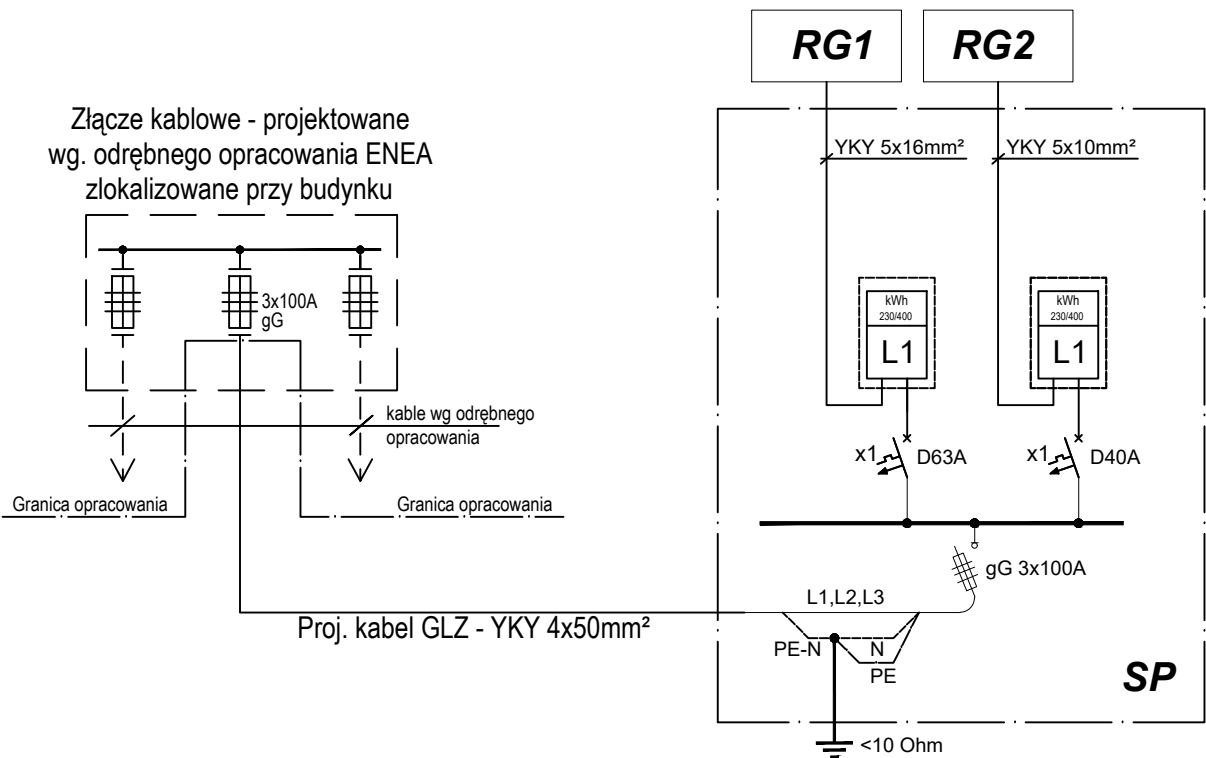 RG1
RG2
Złącze kablowe - projektowane
wg. odrębnego opracowania ENEA
zlokalizowane przy budynku
YKY 5x16mm²
YKY 5x10mm²
3x100A
gG
kWh
230/400
L1
kWh
230/400
L1
kable wg odrębnego
opracowania
x1
D63A
x1
D40A
Granica opracowania
Granica opracowania
gG 3x100A
L1,L2,L3
Proj. kabel GLZ - YKY 4x50mm²
PE-N
N
PE
SP
<10 Ohm